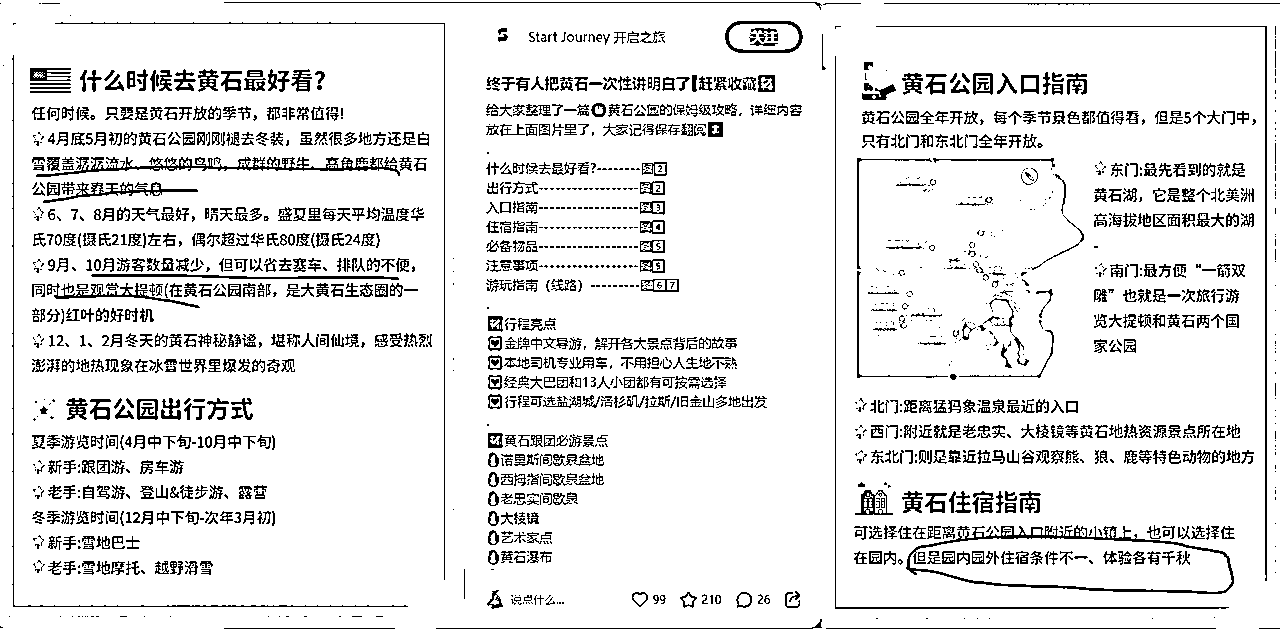 什么时候去黄石最好看?
任何时候。只要是黄石开放的季节，都非常值得!
4月底5月初的黄石公园刚刚褪去冬装，虽然很多地方还是白
雪覆盖沥沥流水、悠悠的鸟鸣，成群的野牛、高角鹿都给黄石
公园带来春天的气息
6、7、8月的天气最好，晴天最多。盛夏里每天平均温度华
氏70度(摄氏21度)左右，偶尔超过华氏80度(摄氏24度)
9月、10月游客数量减少，但可以省去塞车、排队的不便，
同时也是观赏大提顿(在黄石公园南部，是大黄石生态圈的一
部分)红叶的好时机
12、1、2月冬天的黄石神秘静谧，堪称人间仙境，感受热烈
澎湃的地热现象在冰雪世界里爆发的奇观
黄石公园出行方式
夏季游览时间(4月中下旬-10月中下旬)
新手:跟团游、房车游
老手:自驾游、登山&徒步游、露营
冬季游览时间(12月中下旬-次年3月初)
新手:雪地巴士
老手:雪地摩托、越野滑雪
Start Journey 开启之旅
关注
终于有人把黄石一次性讲明白了 赶紧收藏
给大家整理了一篇黄石公园的保姆级攻略，详细内容
放在上面图片里了，大家记得保存翻阅
.
什么时候去最好看?-------图2
出行方式----------------图2
入口指南----------------图3
住宿指南----------------图4
必备物品----------------图5
注意事项----------------图5
游玩指南（线路）--------图67
.
行程亮点
金牌中文导游，解开各大景点背后的故事
本地司机专业用车，不用担心人生地不熟
经典大巴团和13人小团都有可按需选择
行程可选盐湖城/洛杉矶/拉斯/旧金山多地出发
.
黄石跟团必游景点
诺里斯间歇泉盆地
西拇指间歇泉盆地
老忠实间歇泉
大棱镜
艺术家点
黄石瀑布
说点什么...
99
210
26
黄石公园入口指南
黄石公园全年开放，每个季节景色都值得看，但是5个大门中，
只有北门和东北门全年开放。
东门:最先看到的就是
黄石湖，它是整个北美洲
高海拔地区面积最大的湖
-
南门:最方便“一箭双
雕”也就是一次旅行游
览大提顿和黄石两个国
家公园
北门:距离猛犸象温泉最近的入口
西门:附近就是老忠实、大棱镜等黄石地热资源景点所在地
东北门:则是靠近拉马山谷观察熊、狼、鹿等特色动物的地方
黄石住宿指南
可选择住在距离黄石公园入口附近的小镇上，也可以选择住
在园内。但是园内园外住宿条件不一、体验各有千秋